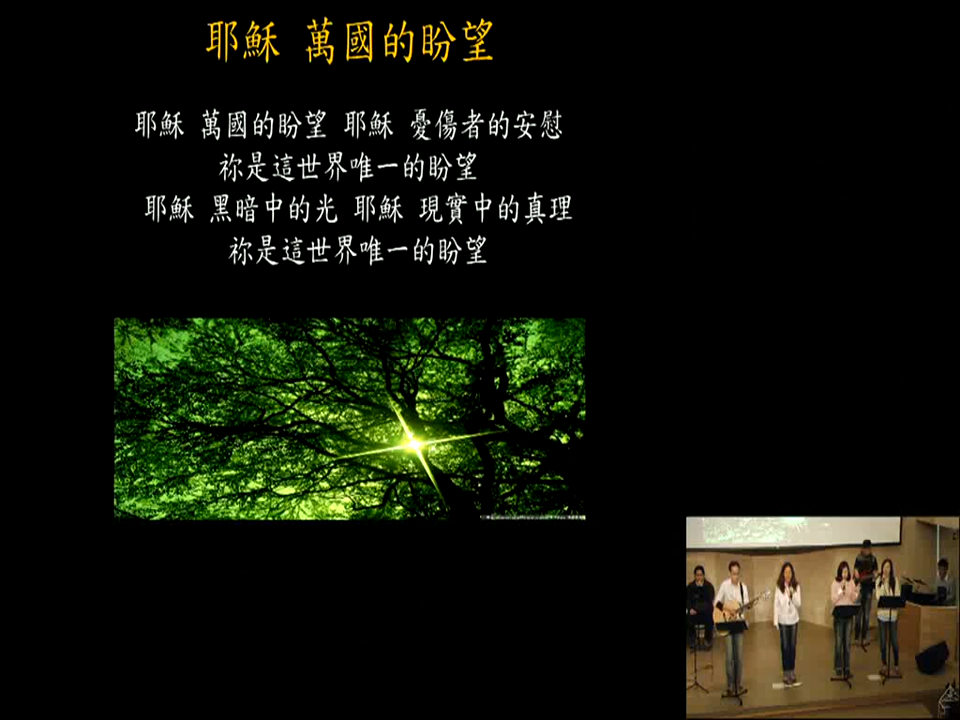 耶穌 萬國的盼望
耶穌 萬國的盼望 耶穌 憂傷者的安慰
祢是這世界唯一的盼望
耶穌 黑暗中的光 耶穌 現實中的真理
祢是這世界唯一的盼望